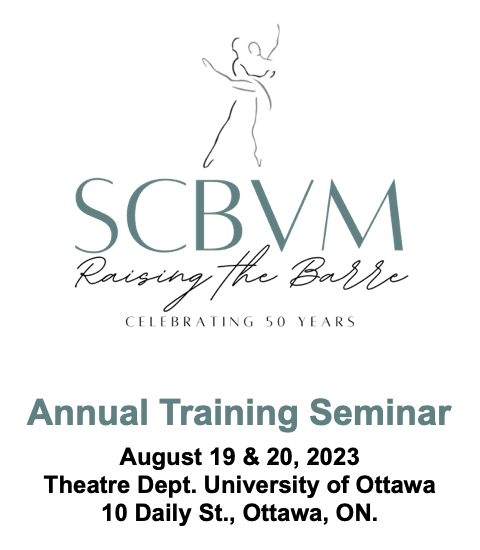 SCBVM
Raising the Barre
CELEBRATING 50 YEARS
Annual Training Seminar
August 19 & 20, 2023
Theatre Dept. University of Ottawa
10 Daily St., Ottawa, ON.